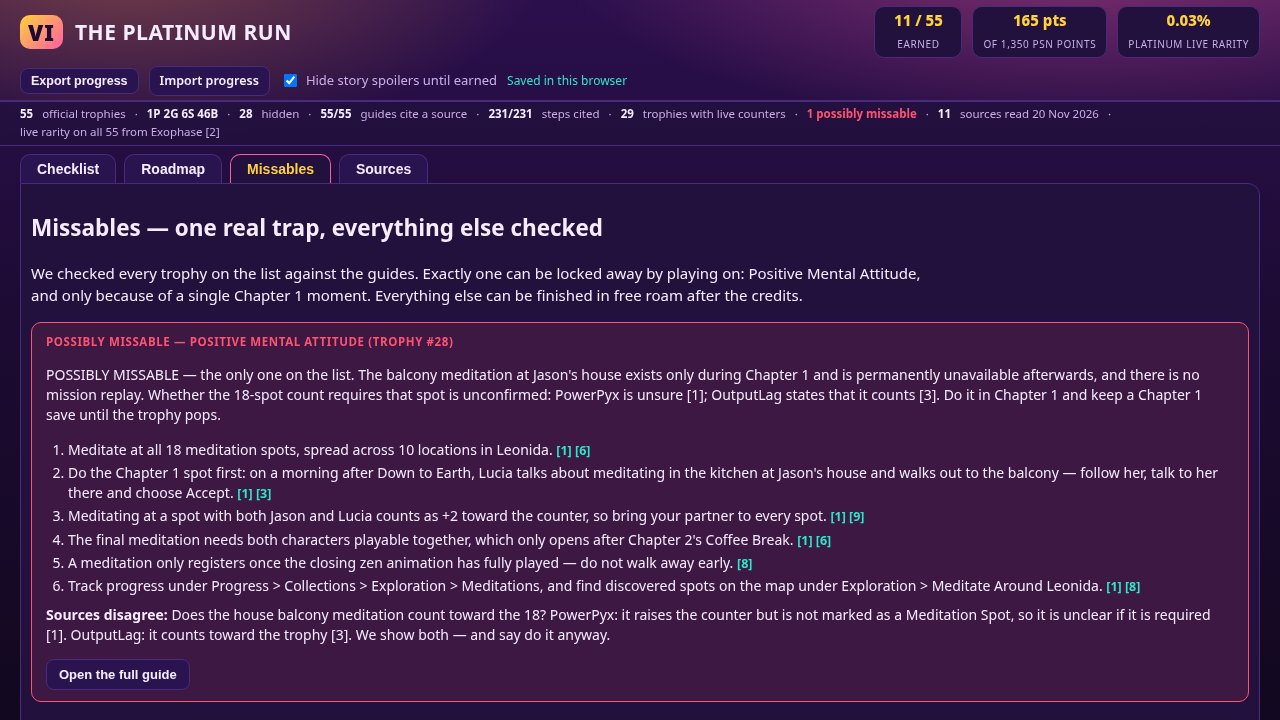 VI THE PLATINUM RUN
11 / 55
EARNED
165 pts
OF 1,350 PSN POINTS
0.03%
PLATINUM LIVE RARITY
Export progress
Import progress
Hide story spoilers until earned
Saved in this browser
55 official trophies · 1P 2G 6S 46B · 28 hidden · 55/55 guides cite a source · 231/231 steps cited · 29 trophies with live counters · 1 possibly missable · 11 sources read 20 Nov 2026 ·
live rarity on all 55 from Exophase [2]
Checklist
Roadmap
Missables
Sources
Missables — one real trap, everything else checked
We checked every trophy on the list against the guides. Exactly one can be locked away by playing on: Positive Mental Attitude,
and only because of a single Chapter 1 moment. Everything else can be finished in free roam after the credits.
POSSIBLY MISSABLE — POSITIVE MENTAL ATTITUDE (TROPHY #28)
POSSIBLY MISSABLE — the only one on the list. The balcony meditation at Jason's house exists only during Chapter 1 and is permanently unavailable afterwards, and there is no
mission replay. Whether the 18-spot count requires that spot is unconfirmed: PowerPyx is unsure [1]; OutputLag states that it counts [3]. Do it in Chapter 1 and keep a Chapter 1
save until the trophy pops.
1. Meditate at all 18 meditation spots, spread across 10 locations in Leonida. [1] [6]
2. Do the Chapter 1 spot first: on a morning after Down to Earth, Lucia talks about meditating in the kitchen at Jason's house and walks out to the balcony — follow her, talk to her
there and choose Accept. [1] [3]
3. Meditating at a spot with both Jason and Lucia counts as +2 toward the counter, so bring your partner to every spot. [1] [9]
4. The final meditation needs both characters playable together, which only opens after Chapter 2's Coffee Break. [1] [6]
5. A meditation only registers once the closing zen animation has fully played — do not walk away early. [8]
6. Track progress under Progress > Collections > Exploration > Meditations, and find discovered spots on the map under Exploration > Meditate Around Leonida. [1] [8]
Sources disagree: Does the house balcony meditation count toward the 18? PowerPyx: it raises the counter but is not marked as a Meditation Spot, so it is unclear if it is required
[1]. OutputLag: it counts toward the trophy [3]. We show both — and say do it anyway.
Open the full guide